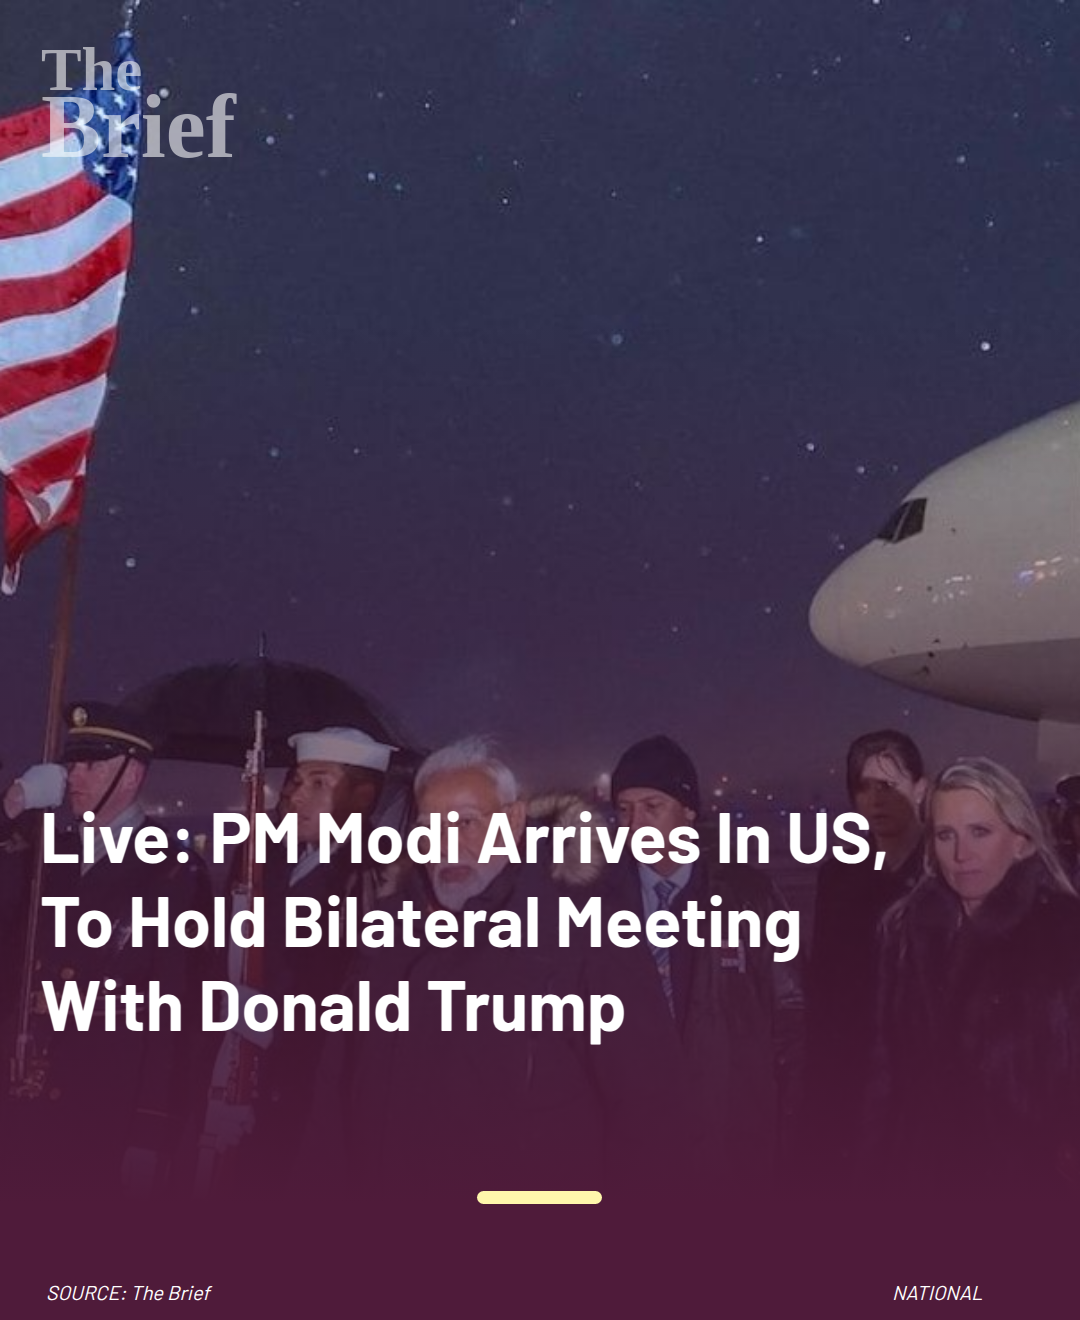 The
Brief
Live: PM Modi Arrives In US,
To Hold Bilateral Meeting
With Donald Trump
SOURCE: The Brief
NATIONAL